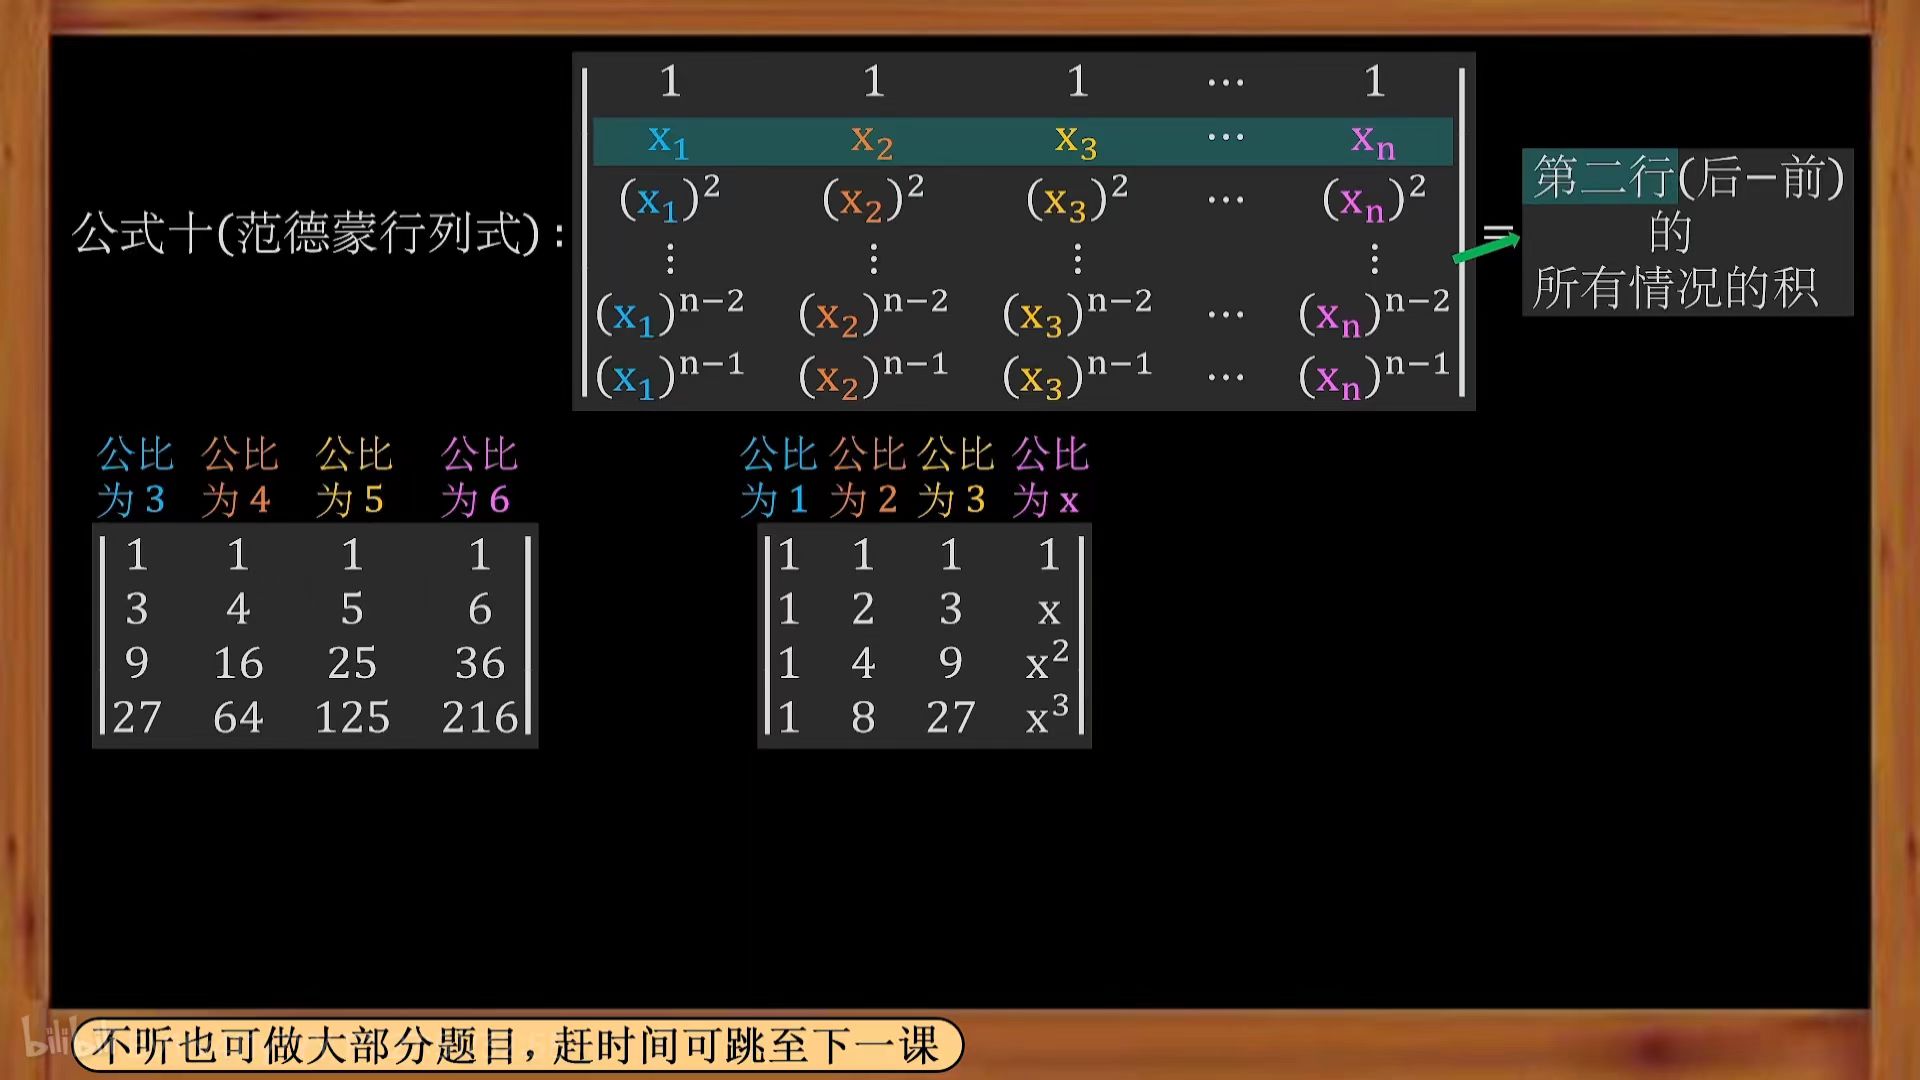 1 1 1 ⋯ 1
x₁ x₂ x₃ ⋯ xₙ
(x₁)² (x₂)² (x₃)² ⋯ (xₙ)²
公式十(范德蒙行列式):
⋮ ⋮ ⋮ ⋮
(x₁)ⁿ⁻² (x₂)ⁿ⁻² (x₃)ⁿ⁻² ⋯ (xₙ)ⁿ⁻²
(x₁)ⁿ⁻¹ (x₂)ⁿ⁻¹ (x₃)ⁿ⁻¹ ⋯ (xₙ)ⁿ⁻¹
=
第二行(后−前)
的
所有情况的积
公比 公比 公比 公比
为 3 为 4 为 5 为 6
1 1 1 1
3 4 5 6
9 16 25 36
27 64 125 216
公比 公比 公比 公比
为 1 为 2 为 3 为 x
1 1 1 1
1 2 3 x
1 4 9 x²
1 8 27 x³
不听也可做大部分题目,赶时间可跳至下一课